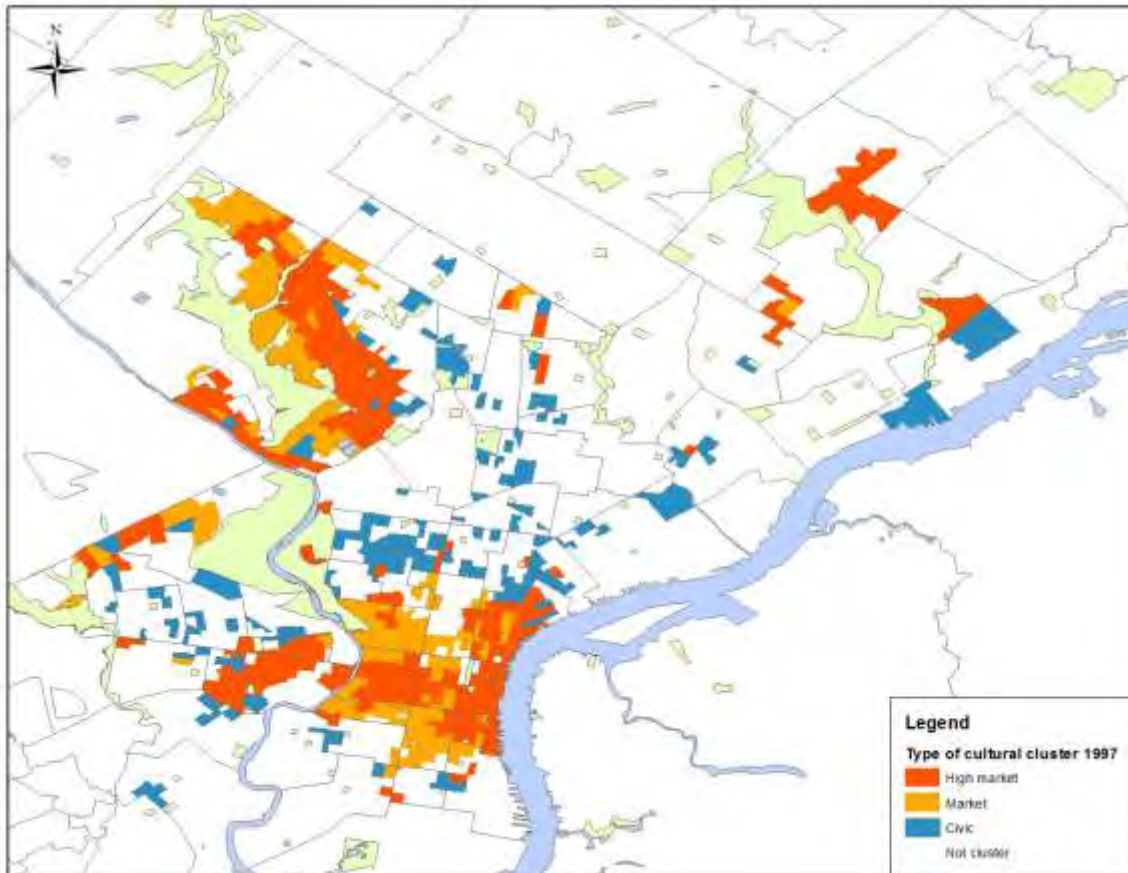 N
Legend
Type of cultural cluster 1997
High market
Market
Civic
Not cluster